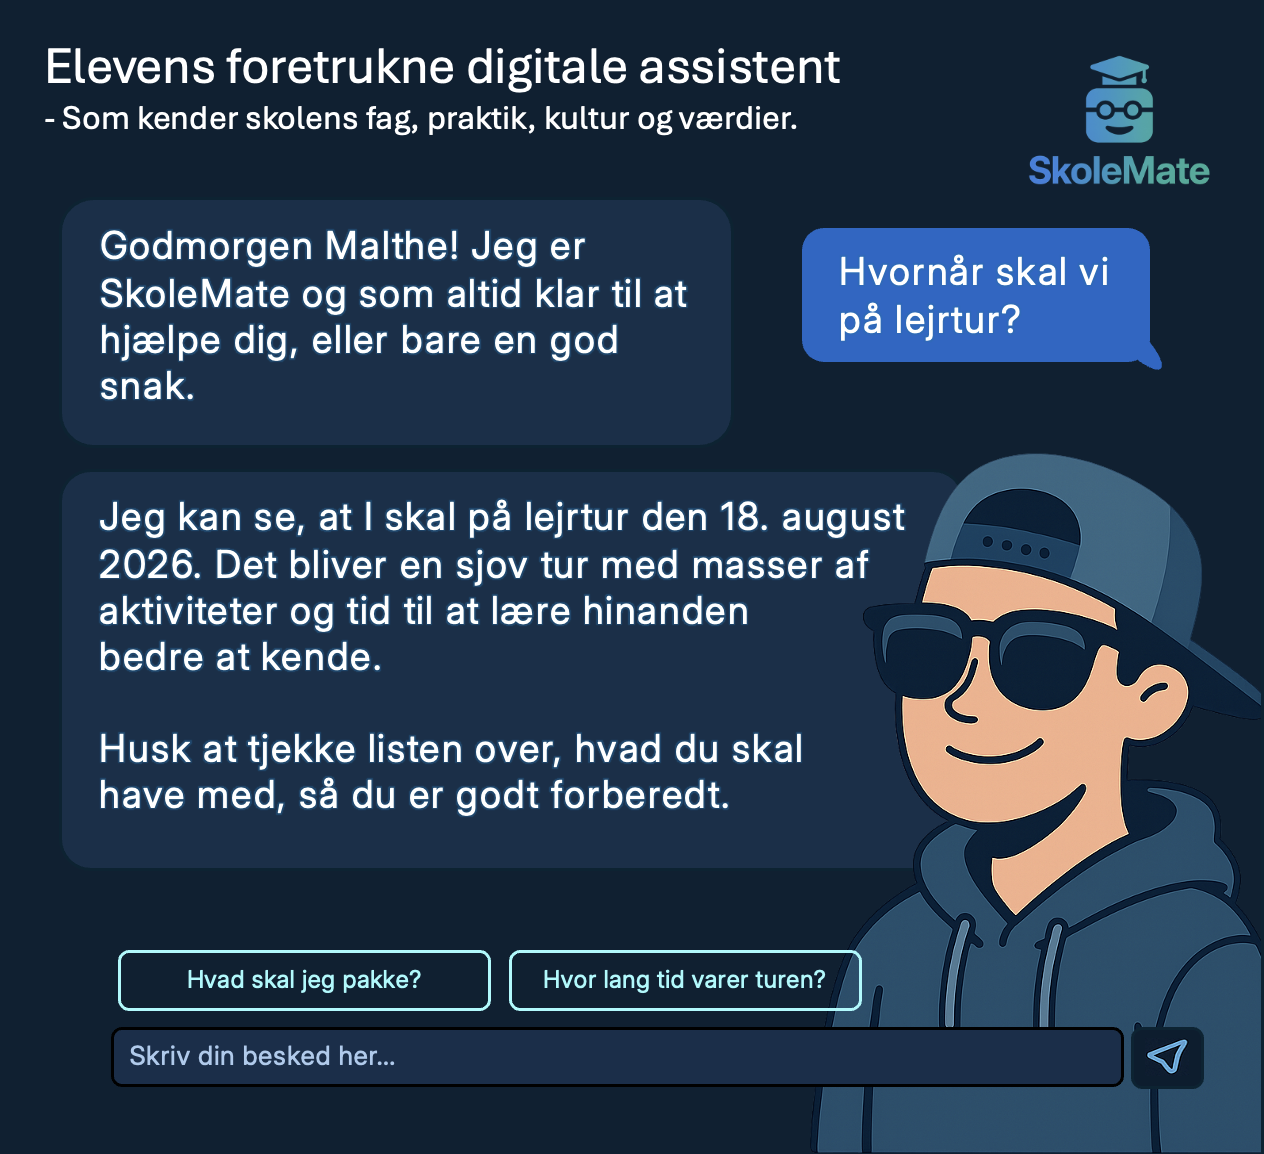 Elevens foretrukne digitale assistent
- Som kender skolens fag, praktik, kultur og værdier.
SkoleMate
Godmorgen Malthe! Jeg er
SkoleMate og som altid klar til at
hjælpe dig, eller bare en god
snak.
Hvornår skal vi
på lejrtur?
Jeg kan se, at I skal på lejrtur den 18. august
2026. Det bliver en sjov tur med masser af
aktiviteter og tid til at lære hinanden
bedre at kende.
Husk at tjekke listen over, hvad du skal
have med, så du er godt forberedt.
Hvad skal jeg pakke?
Hvor lang tid varer turen?
Skriv din besked her...